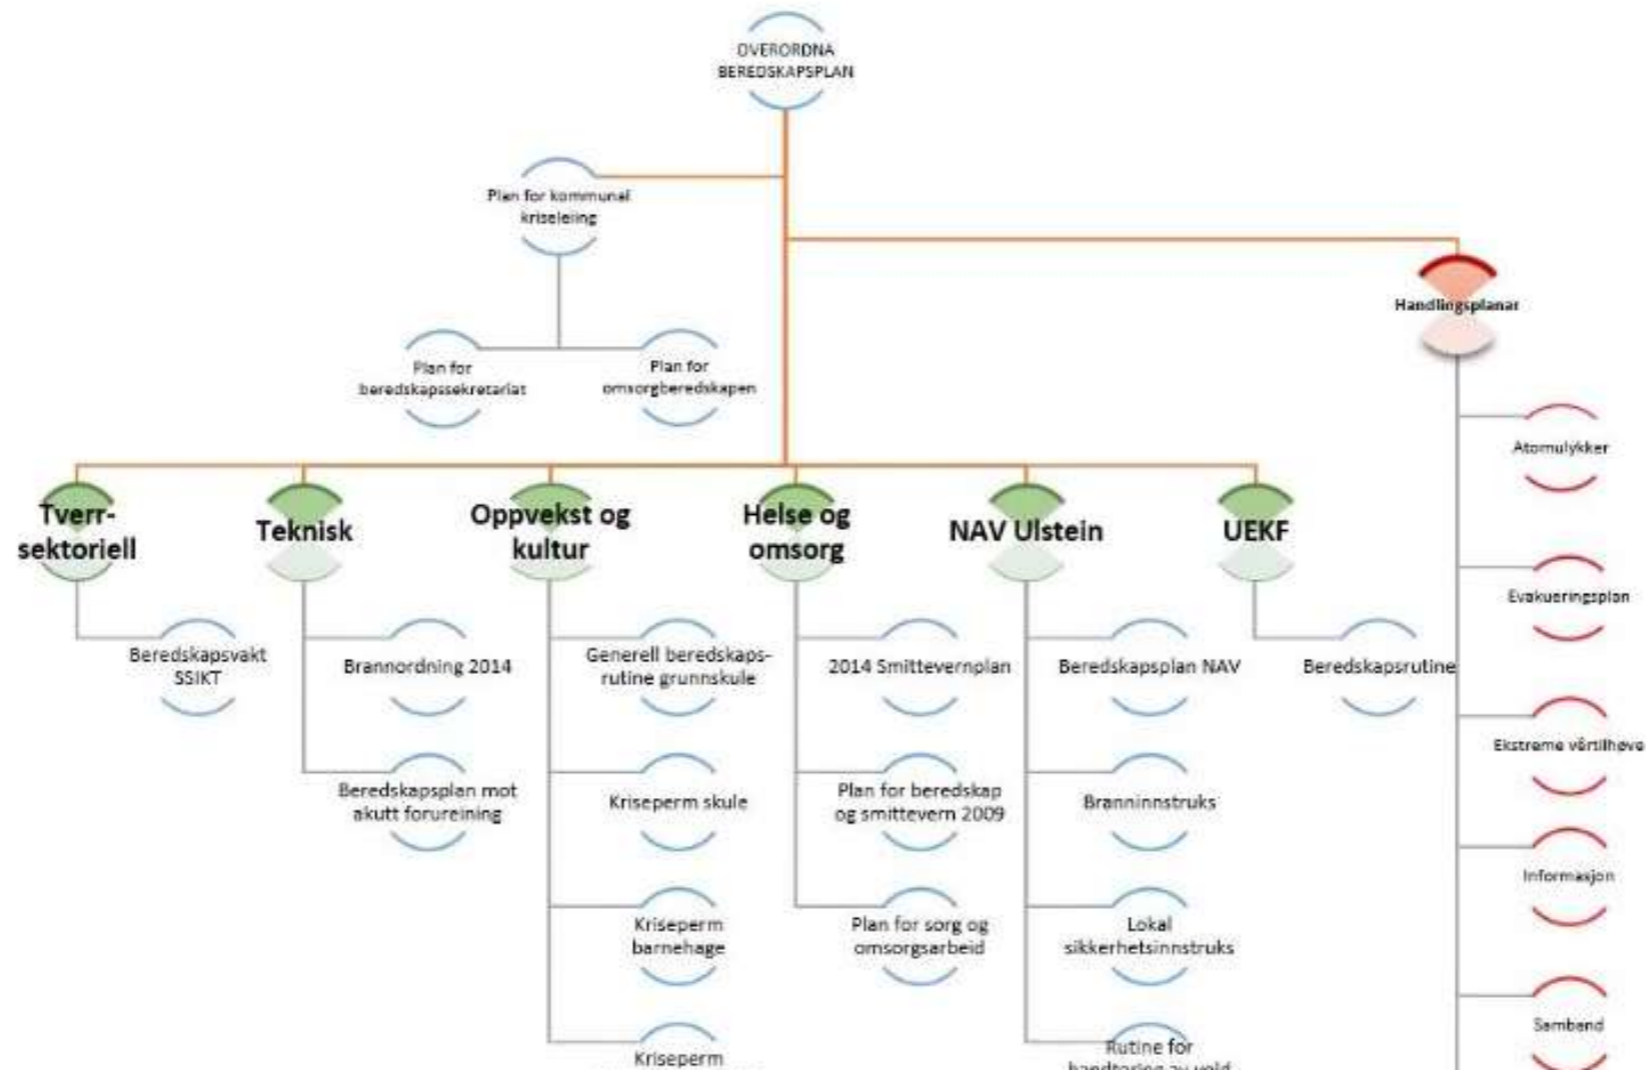 OVERORDNA
BEREDSKAPSPLAN
Plan for kommunal
kriseleiing
Handlingsplanar
Plan for
beredskapssekretariat
Plan for
omsorgberedskapen
Atomulykker
Tverr-
sektoriell
Teknisk
Oppvekst og
kultur
Helse og
omsorg
NAV Ulstein
UEKF
Evakueringsplan
Beredskapsvakt
SSIKT
Brannordning 2014
Generell beredskaps-
rutine grunnskule
2014 Smittevernplan
Beredskapsplan NAV
Beredskapsrutine
Ekstreme vêrtilhøve
Beredskapsplan mot
akutt forureining
Kriseperm skule
Plan for beredskap
og smittevern 2009
Branninnstruks
Informasjon
Kriseperm
barnehage
Plan for sorg og
omsorgsarbeid
Lokal
sikkerhetsinnstruks
Samband
Kriseperm
Rutine for